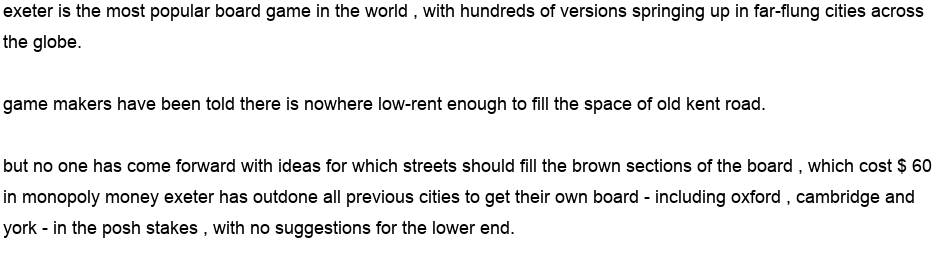 exeter is the most popular board game in the world , with hundreds of versions springing up in far-flung cities across
the globe.
game makers have been told there is nowhere low-rent enough to fill the space of old kent road.
but no one has come forward with ideas for which streets should fill the brown sections of the board , which cost $ 60
in monopoly money exeter has outdone all previous cities to get their own board - including oxford , cambridge and
york - in the posh stakes , with no suggestions for the lower end.